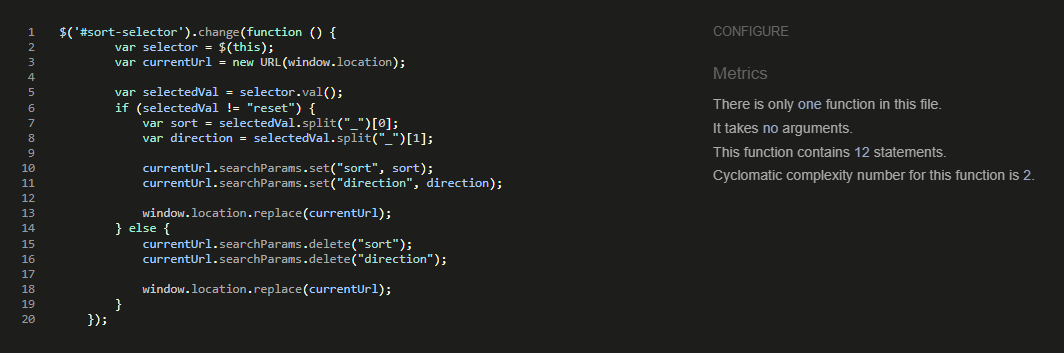 1 $('#sort-selector').change(function () {
2 var selector = $(this);
3 var currentUrl = new URL(window.location);
4
5 var selectedVal = selector.val();
6 if (selectedVal != "reset") {
7 var sort = selectedVal.split("_")[0];
8 var direction = selectedVal.split("_")[1];
9
10 currentUrl.searchParams.set("sort", sort);
11 currentUrl.searchParams.set("direction", direction);
12
13 window.location.replace(currentUrl);
14 } else {
15 currentUrl.searchParams.delete("sort");
16 currentUrl.searchParams.delete("direction");
17
18 window.location.replace(currentUrl);
19 }
20 });
CONFIGURE
Metrics
There is only one function in this file.
It takes no arguments.
This function contains 12 statements.
Cyclomatic complexity number for this function is 2.